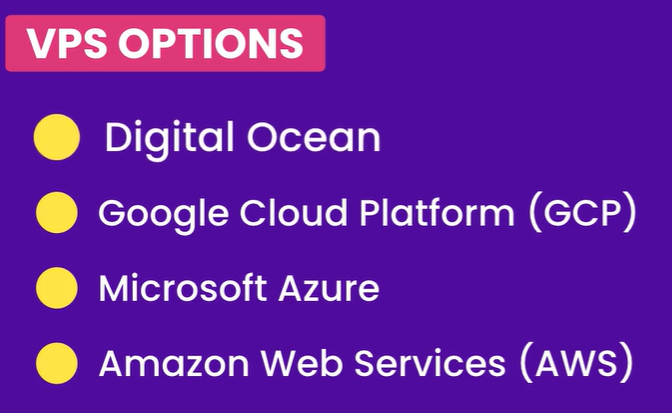 VPS OPTIONS
Digital Ocean
Google Cloud Platform (GCP)
Microsoft Azure
Amazon Web Services (AWS)